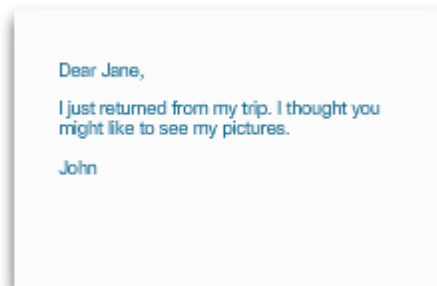 Dear Jane,
I just returned from my trip. I thought you
might like to see my pictures.
John